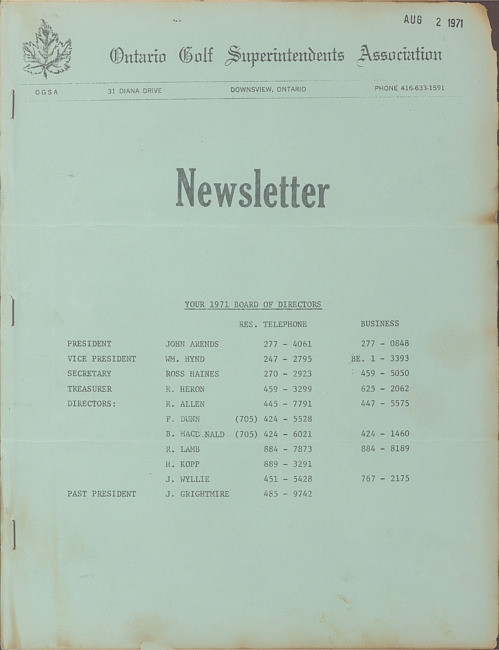 AUG 2 1971
Ontario Golf Superintendents Association
OGSA 31 DIANA DRIVE DOWNSVIEW, ONTARIO PHONE 416-633-1591
Newsletter
YOUR 1971 BOARD OF DIRECTORS
RES. TELEPHONE BUSINESS
PRESIDENT JOHN ARENDS 277 - 4061 277 - 0848
VICE PRESIDENT WM. HYND 247 - 2795 BE. 1 - 3393
SECRETARY ROSS HAINES 270 - 2923 459 - 5050
TREASURER HERON 459 - 3299 625 - 2062
DIRECTORS: R. ALLEN 445 - 7791 447 - 5575
F. DUNN (705) 424 - 5528
B. MACD NALD (705) 424 - 6021 424 - 1460
R. LAMB 884 - 7873 884 - 8189
H. KOPP 889 - 3291
J. WYLLIE 451 - 5428 767 - 2175
PAST PRESIDENT J. GRIGHTMIRE 485 - 9742